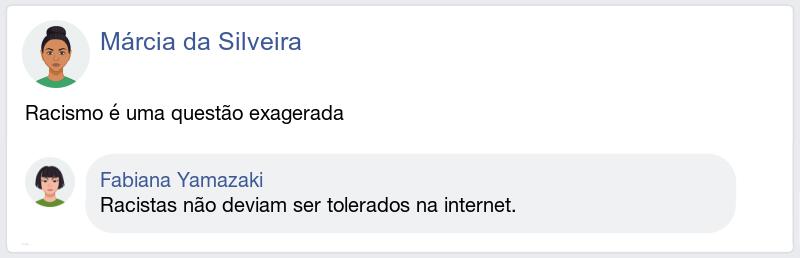 Márcia da Silveira
Racismo é uma questão exagerada
Fabiana Yamazaki
Racistas não deviam ser tolerados na internet.